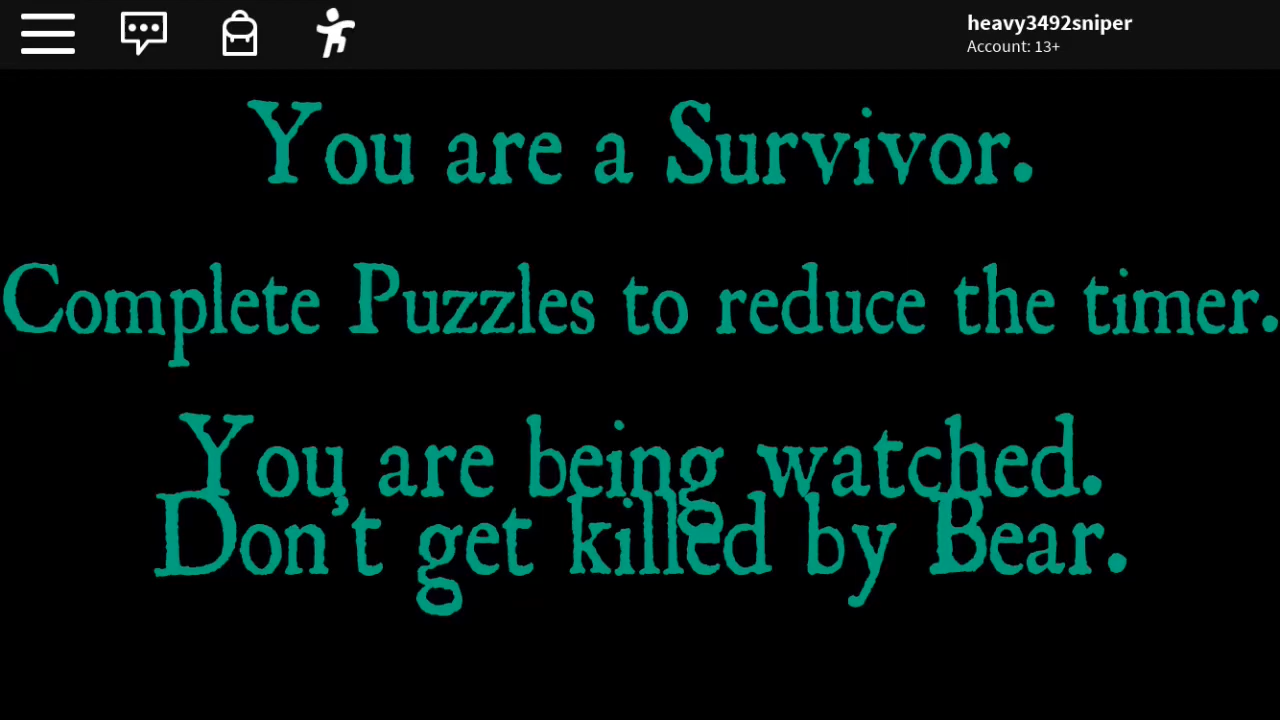 heavy3492sniper
Account: 13+
You are a Survivor.
Complete Puzzles to reduce the timer.
You are being watched.
Don't get killed by Bear.